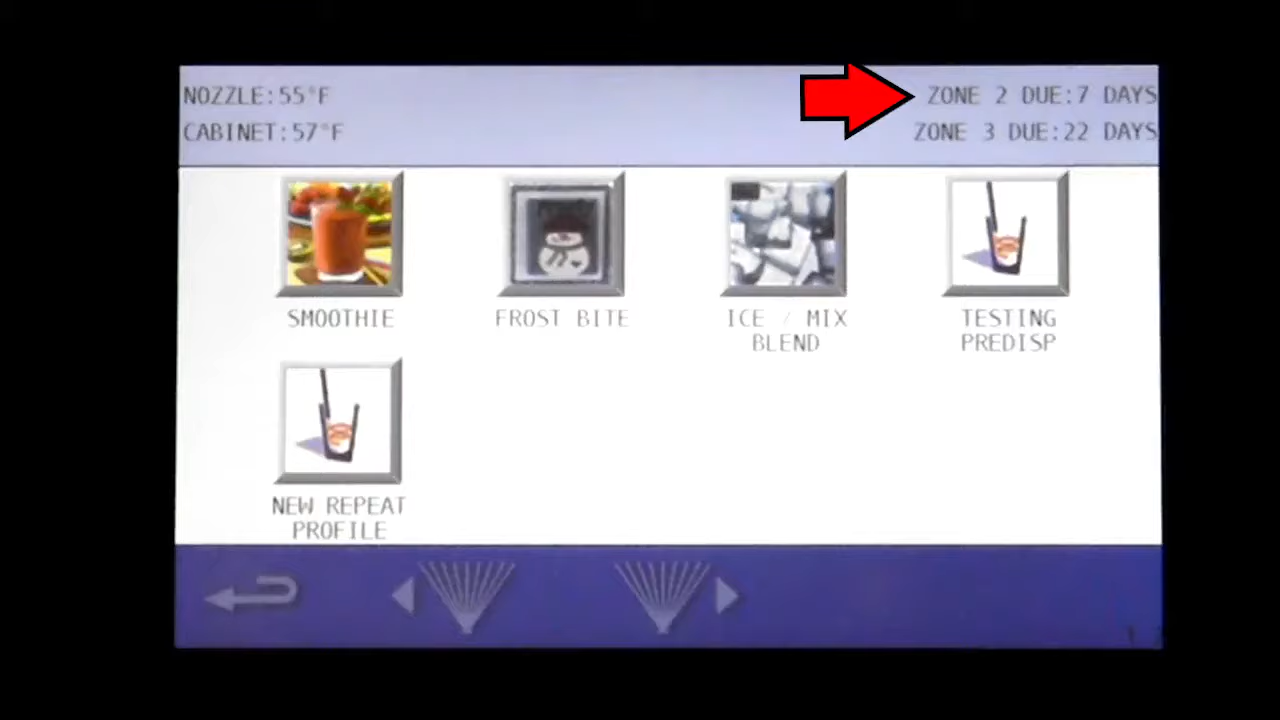 NOZZLE:55°F
ZONE 2 DUE:7 DAYS
CABINET:57°F
ZONE 3 DUE:22 DAYS
SMOOTHIE
FROST BITE
ICE / MIX
BLEND
TESTING
PREDISP
NEW REPEAT
PROFILE